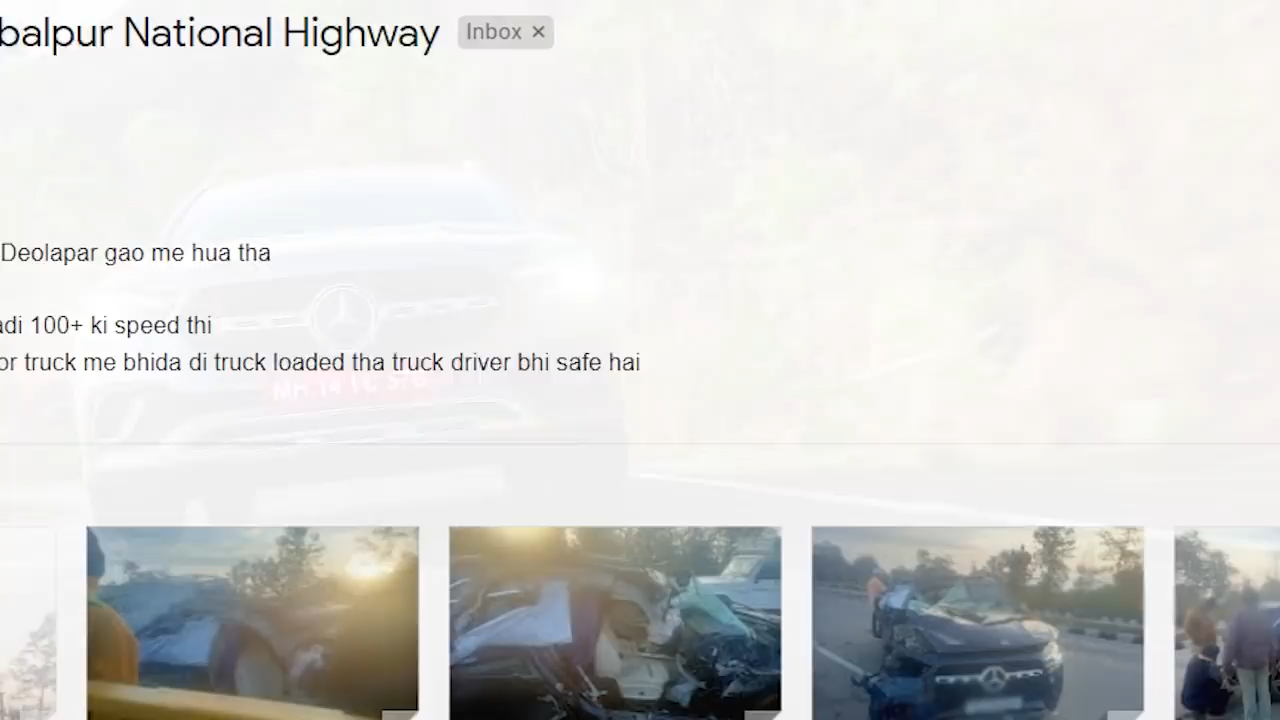 balpur National Highway Inbox ×
Deolapar gao me hua tha
adi 100+ ki speed thi
or truck me bhida di truck loaded tha truck driver bhi safe hai